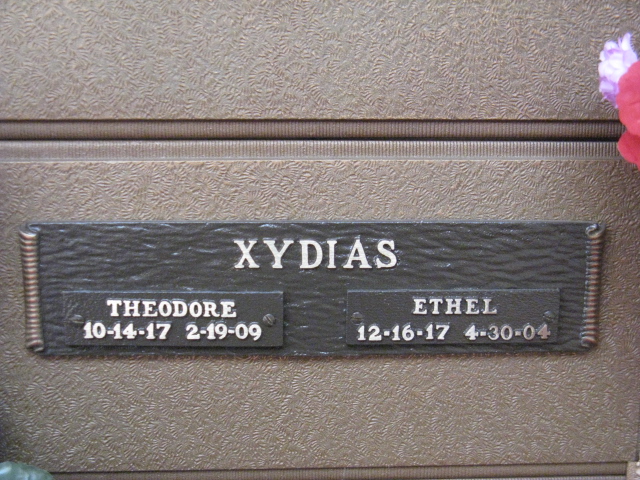 XYDIAS
THEODORE
10-14-17 2-19-09
ETHEL
12-16-17 4-30-04